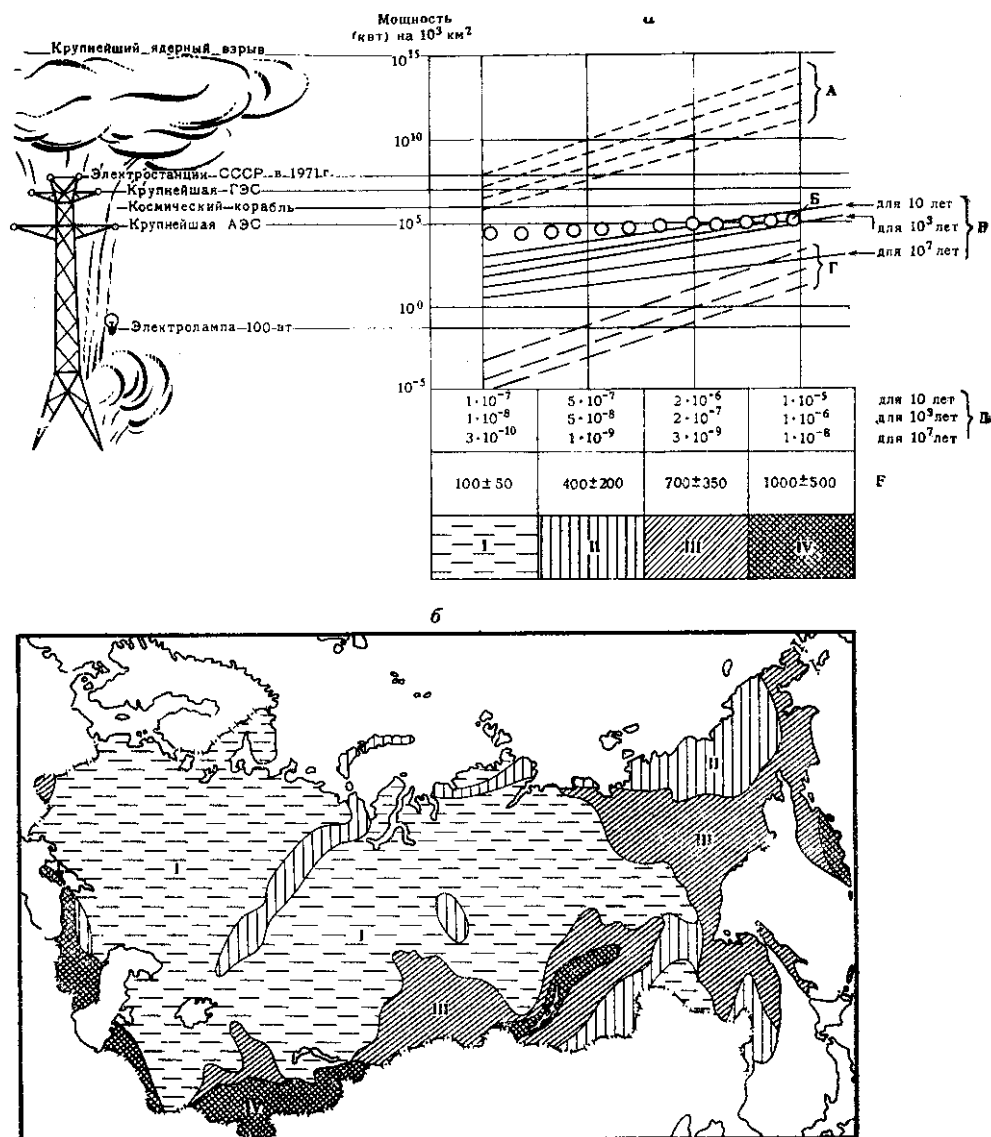 Мощность
(квт) на 10³ км²
а
Крупнейший ядерный взрыв
10¹⁵
А
10¹⁰
Электростанции СССР в 1971 г.
Крупнейшая ГЭС
Космический корабль
Крупнейшая АЭС
10⁵
Б
для 10 лет
для 10³ лет
для 10⁷ лет
В
Г
10⁰
Электролампа 100 вт
10⁻⁵
1·10⁻⁷ 5·10⁻⁷ 2·10⁻⁶ 1·10⁻⁵ для 10 лет
1·10⁻⁸ 5·10⁻⁸ 2·10⁻⁷ 1·10⁻⁶ для 10³ лет
3·10⁻¹⁰ 1·10⁻⁹ 3·10⁻⁹ 1·10⁻⁸ для 10⁷ лет
Д
100±50 400±200 700±350 1000±500 Е
I II III IV
б
I
I
II
III
III
IV